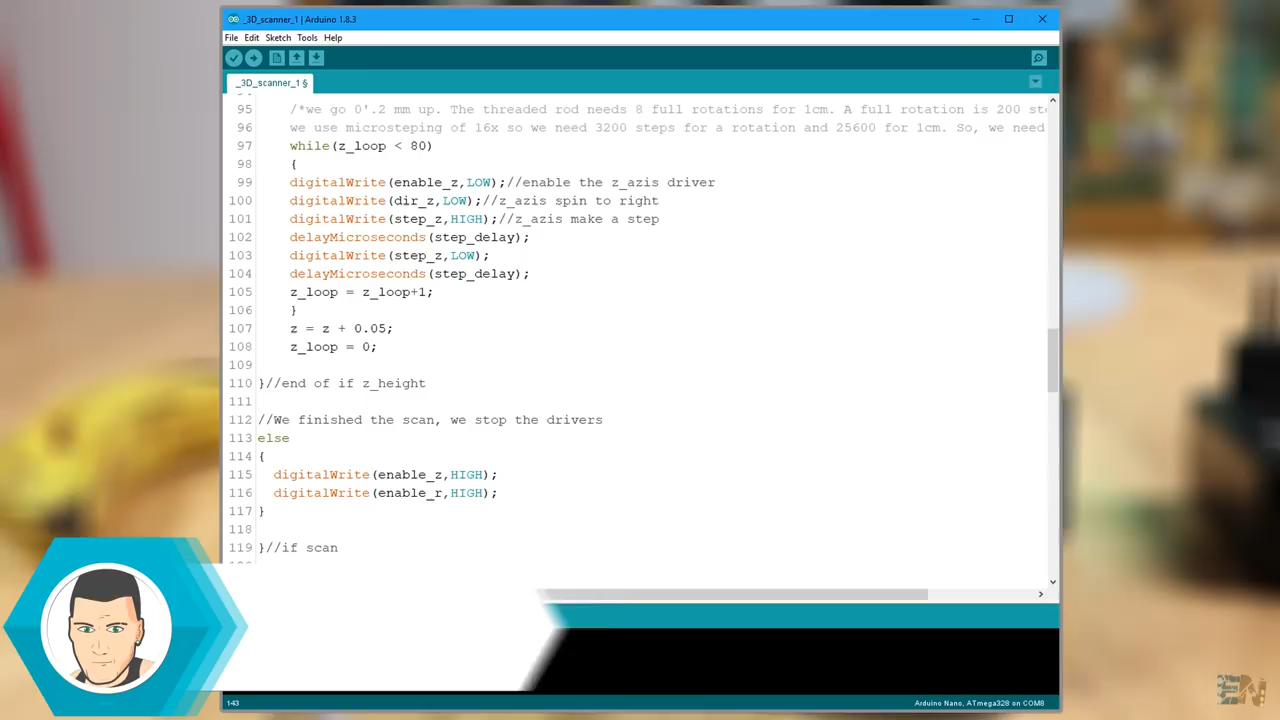 _3D_scanner_1 | Arduino 1.8.3
File Edit Sketch Tools Help
_3D_scanner_1 §
95 /*we go 0'.2 mm up. The threaded rod needs 8 full rotations for 1cm. A full rotation is 200
96 we use microsteping of 16x so we need 3200 steps for a rotation and 25600 for 1cm. So, we need
97 while(z_loop < 80)
98 {
99 digitalWrite(enable_z,LOW);//enable the z_azis driver
100 digitalWrite(dir_z,LOW);//z_azis spin to right
101 digitalWrite(step_z,HIGH);//z_azis make a step
102 delayMicroseconds(step_delay);
103 digitalWrite(step_z,LOW);
104 delayMicroseconds(step_delay);
105 z_loop = z_loop+1;
106 }
107 z = z + 0.05;
108 z_loop = 0;
109
110 }//end of if z_height
111
112 //We finished the scan, we stop the drivers
113 else
114 {
115 digitalWrite(enable_z,HIGH);
116 digitalWrite(enable_r,HIGH);
117 }
118
119 }//if scan
143 Arduino Nano, ATmega328 on COM8
EN